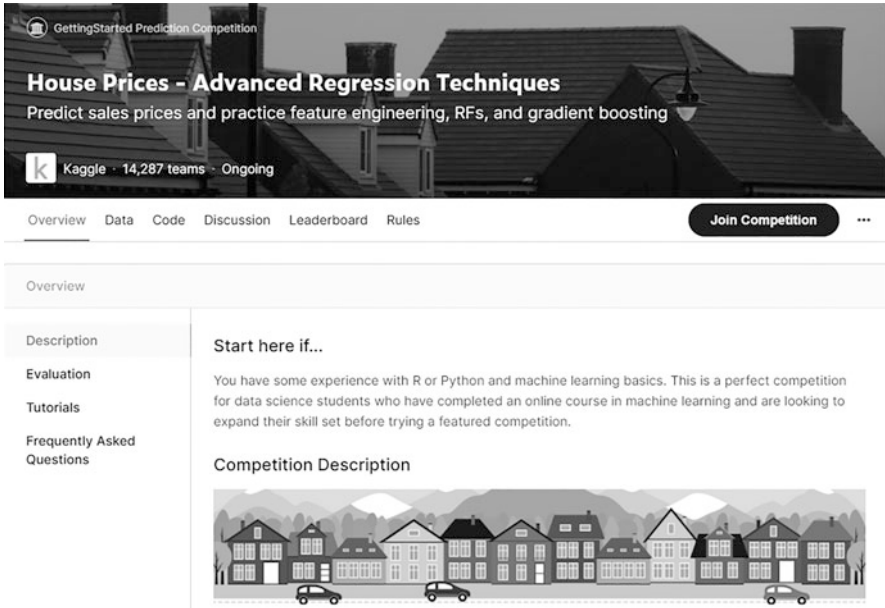 GettingStarted Prediction Competition
House Prices - Advanced Regression Techniques
Predict sales prices and practice feature engineering, RFs, and gradient boosting
k
Kaggle · 14,287 teams · Ongoing
Overview Data Code Discussion Leaderboard Rules Join Competition ...
Overview
Description
Evaluation
Tutorials
Frequently Asked
Questions
Start here if...
You have some experience with R or Python and machine learning basics. This is a perfect competition
for data science students who have completed an online course in machine learning and are looking to
expand their skill set before trying a featured competition.
Competition Description